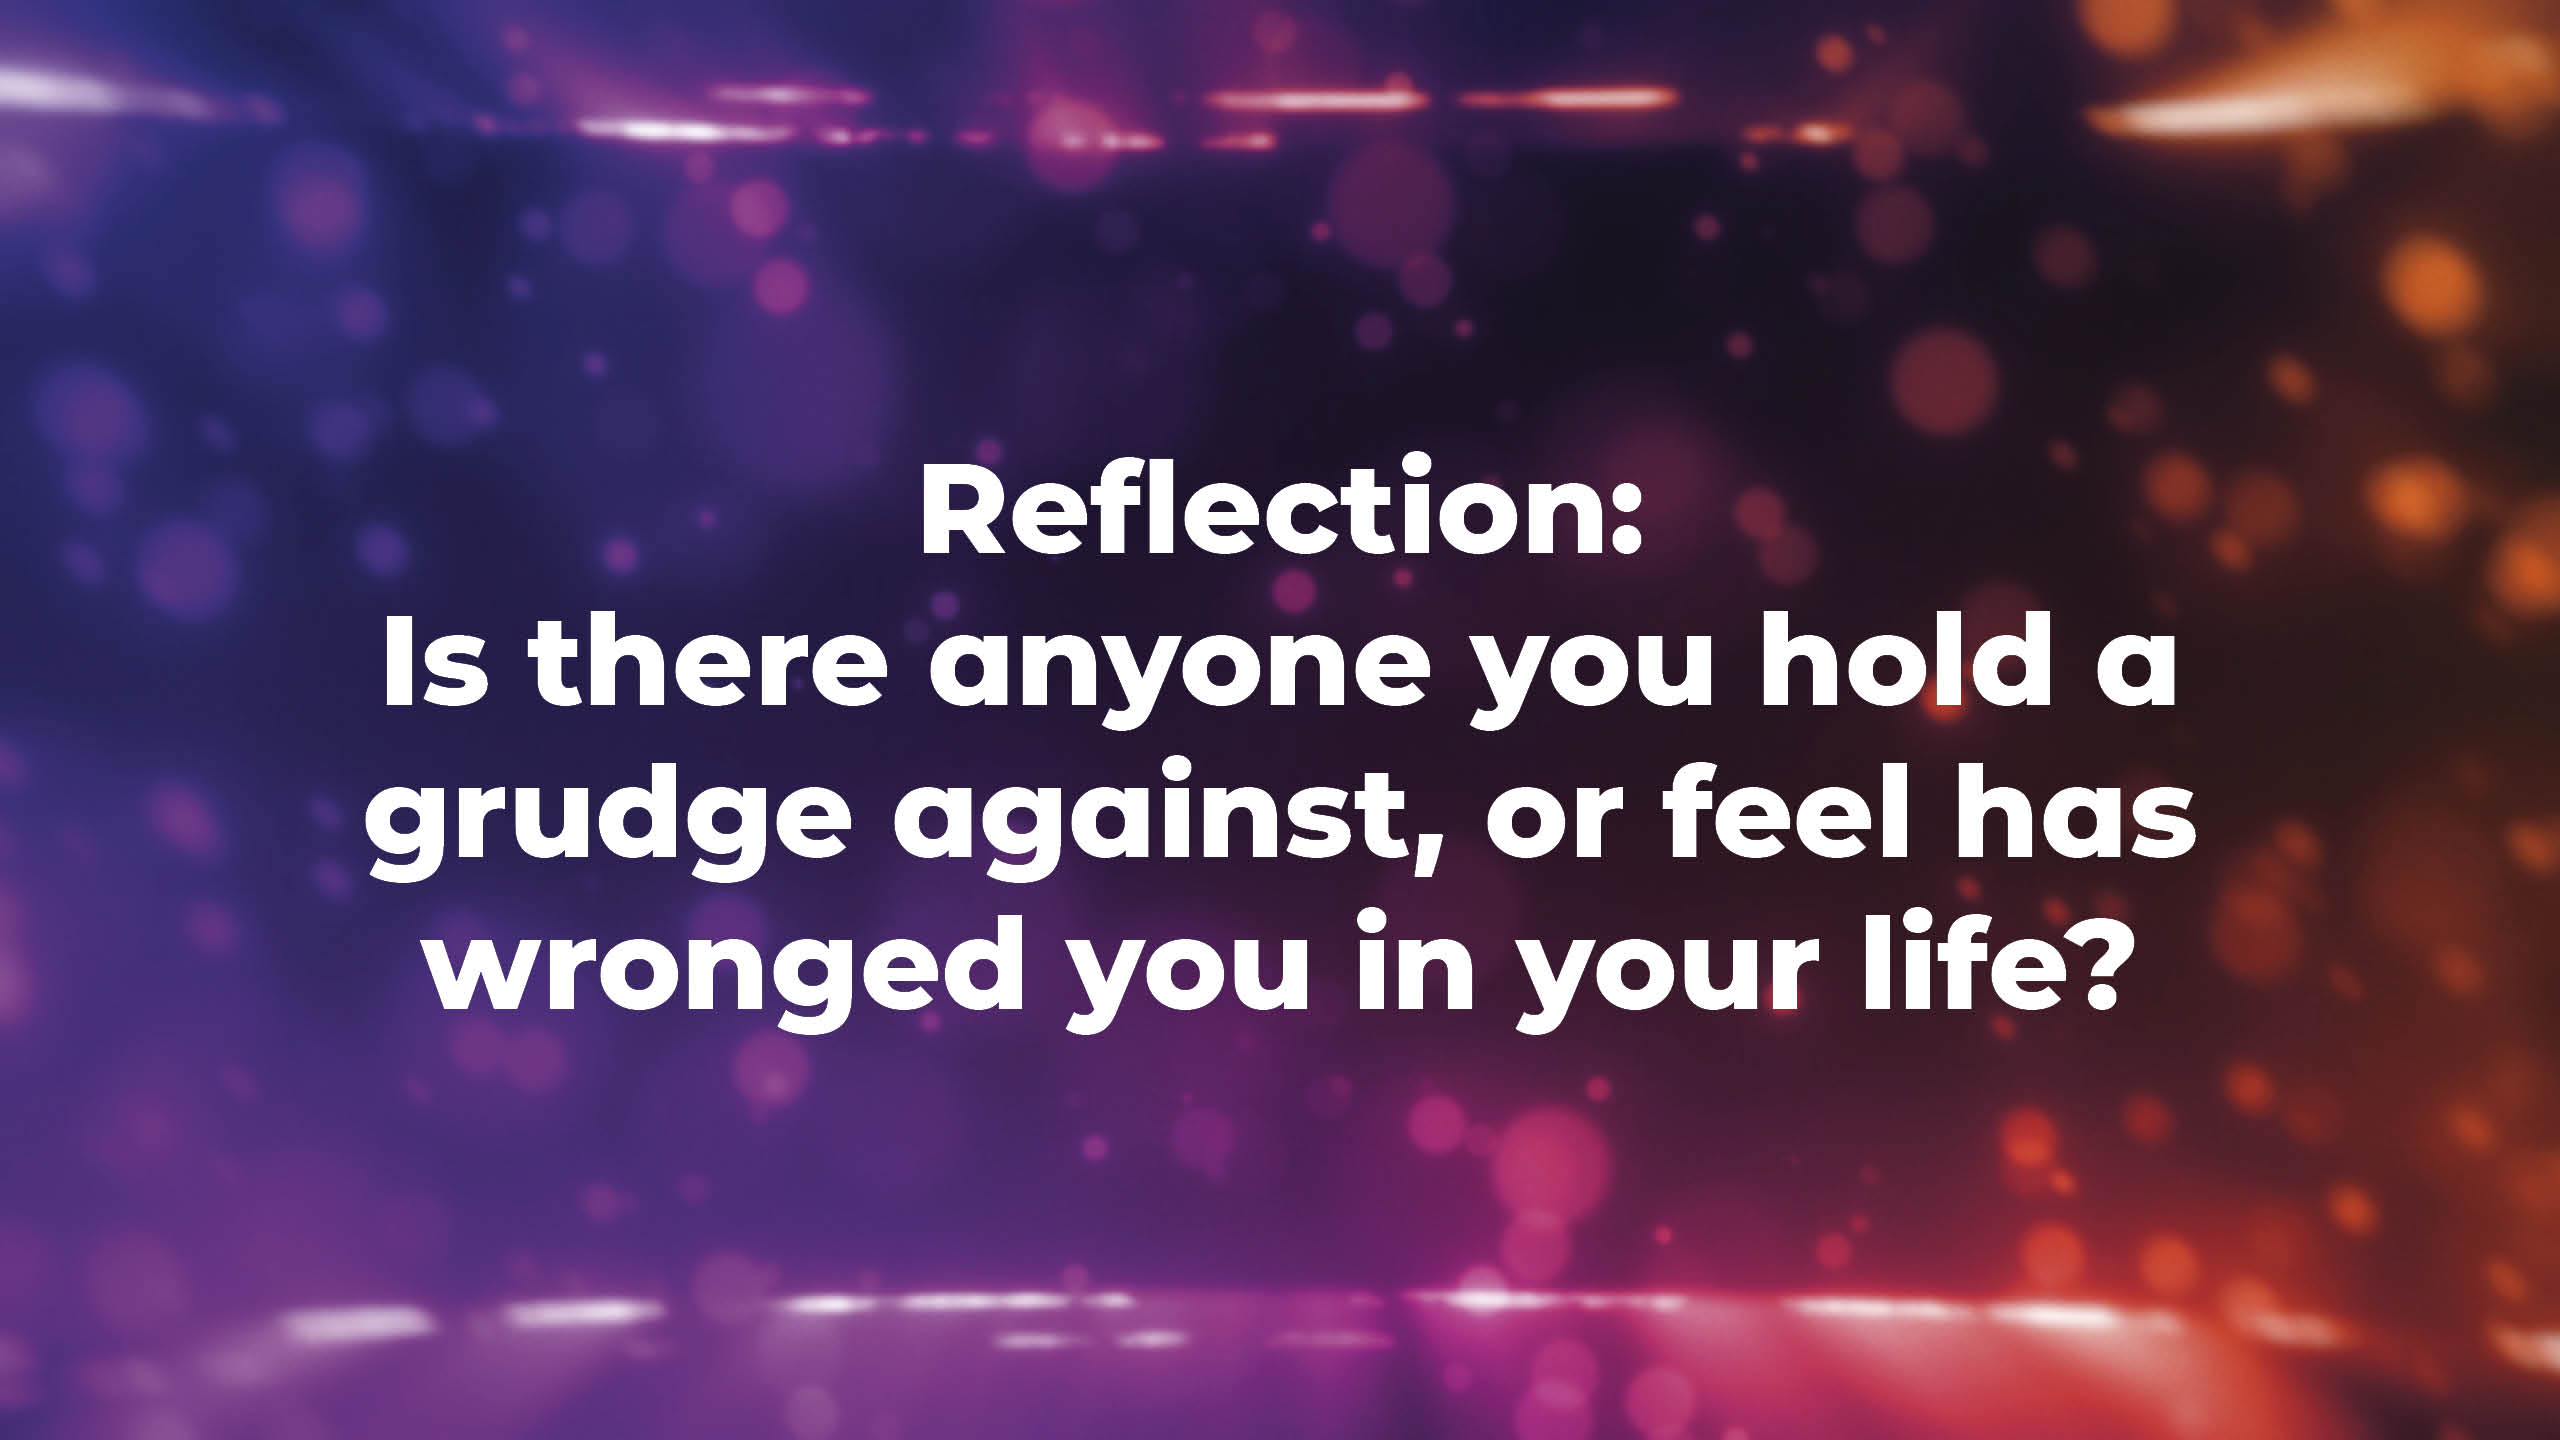 Reflection:
Is there anyone you hold a
grudge against, or feel has
wronged you in your life?